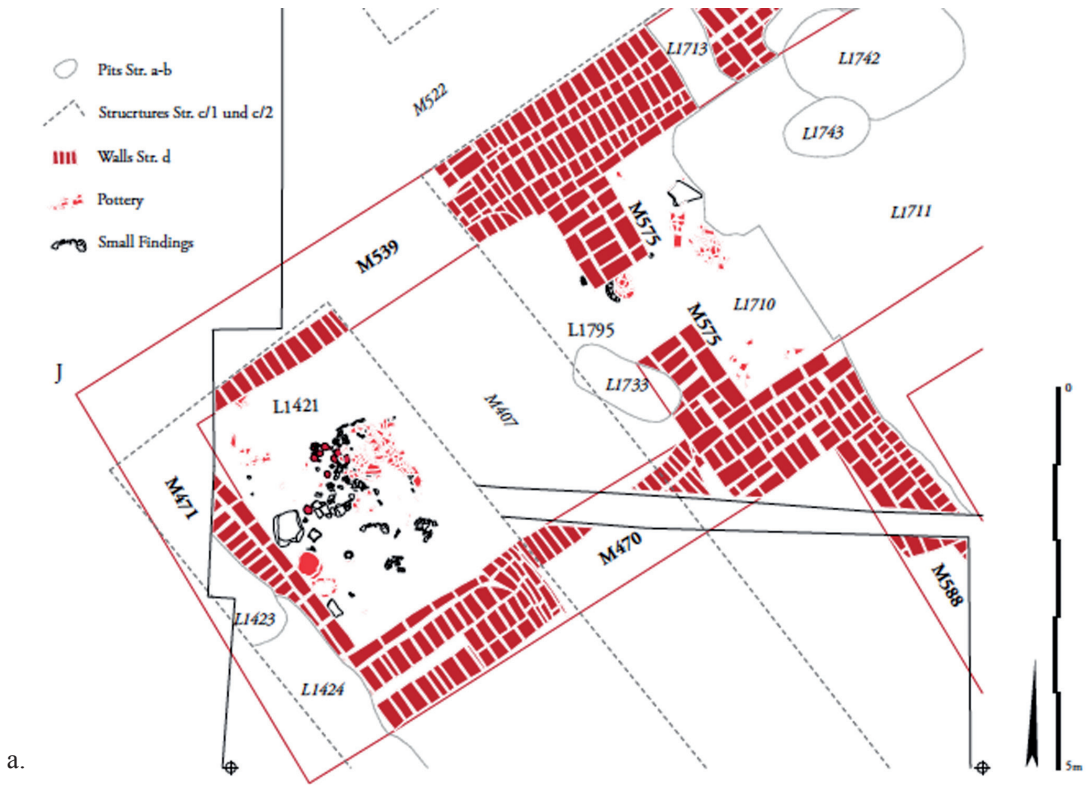 Pits Str. a-b
Strucrtures Str. c/1 und c/2
Walls Str. d
Pottery
Small Findings
M522
L1713
L1742
L1743
L1711
M539
M575
L1710
M575
L1795
L1733
J
L1421
M407
M471
M470
M588
L1423
L1424
0
5m
a.